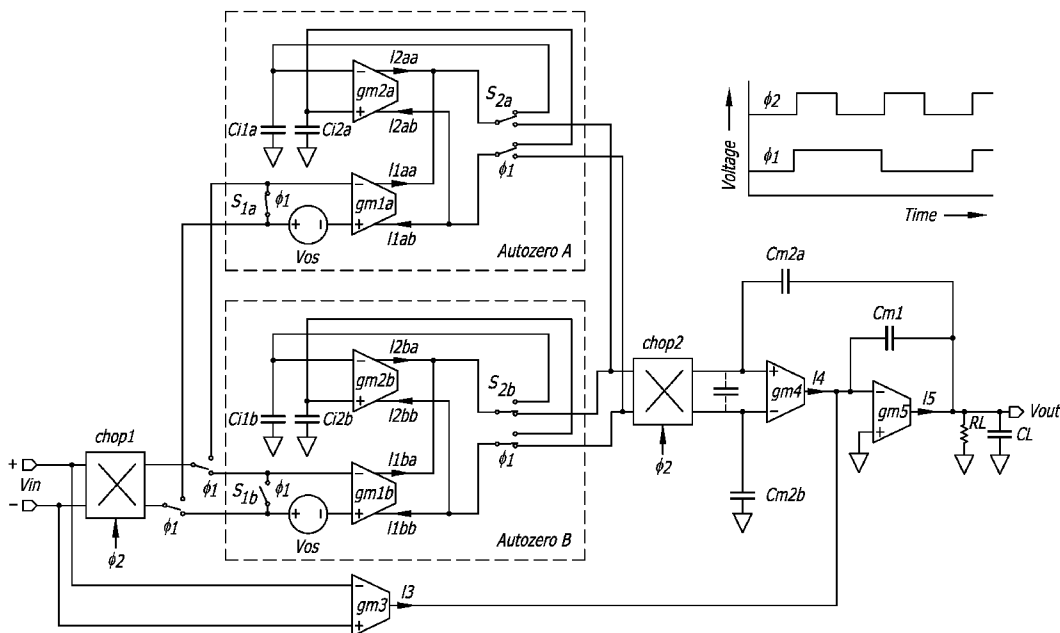 I2aa
gm2a
S2a
I2ab
Ci1a
Ci2a
I1aa
ϕ1
S1a
ϕ1
gm1a
I1ab
Vos
Autozero A
ϕ2
ϕ1
Voltage
Time
Cm2a
Cm1
I2ba
gm2b
S2b
I2bb
Ci1b
Ci2b
chop2
gm4
I4
gm5
I5
Vout
RL
CL
chop1
I1ba
ϕ1
Vin
ϕ1
S1b
ϕ1
gm1b
I1bb
ϕ2
Cm2b
ϕ1
ϕ2
Vos
Autozero B
gm3
I3